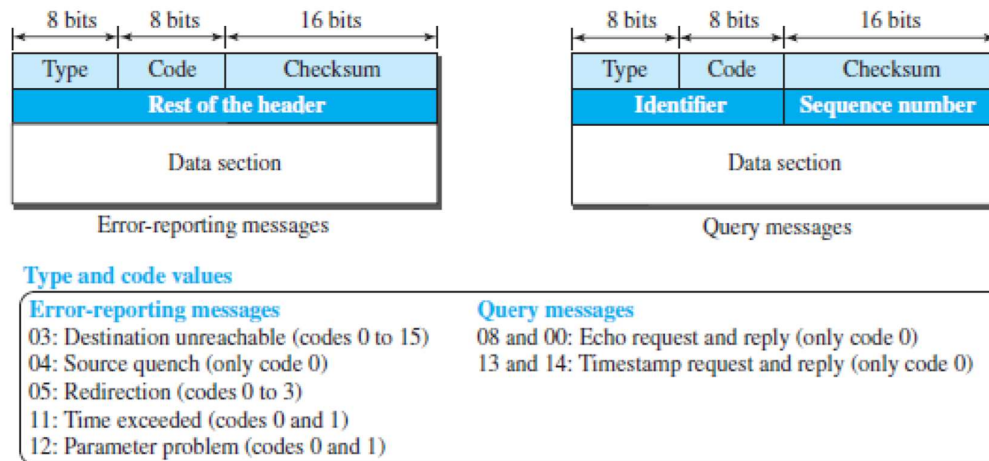 8 bits 8 bits 16 bits
Type Code Checksum
Rest of the header
Data section
Error-reporting messages
8 bits 8 bits 16 bits
Type Code Checksum
Identifier Sequence number
Data section
Query messages
Type and code values
Error-reporting messages
03: Destination unreachable (codes 0 to 15)
04: Source quench (only code 0)
05: Redirection (codes 0 to 3)
11: Time exceeded (codes 0 and 1)
12: Parameter problem (codes 0 and 1)
Query messages
08 and 00: Echo request and reply (only code 0)
13 and 14: Timestamp request and reply (only code 0)